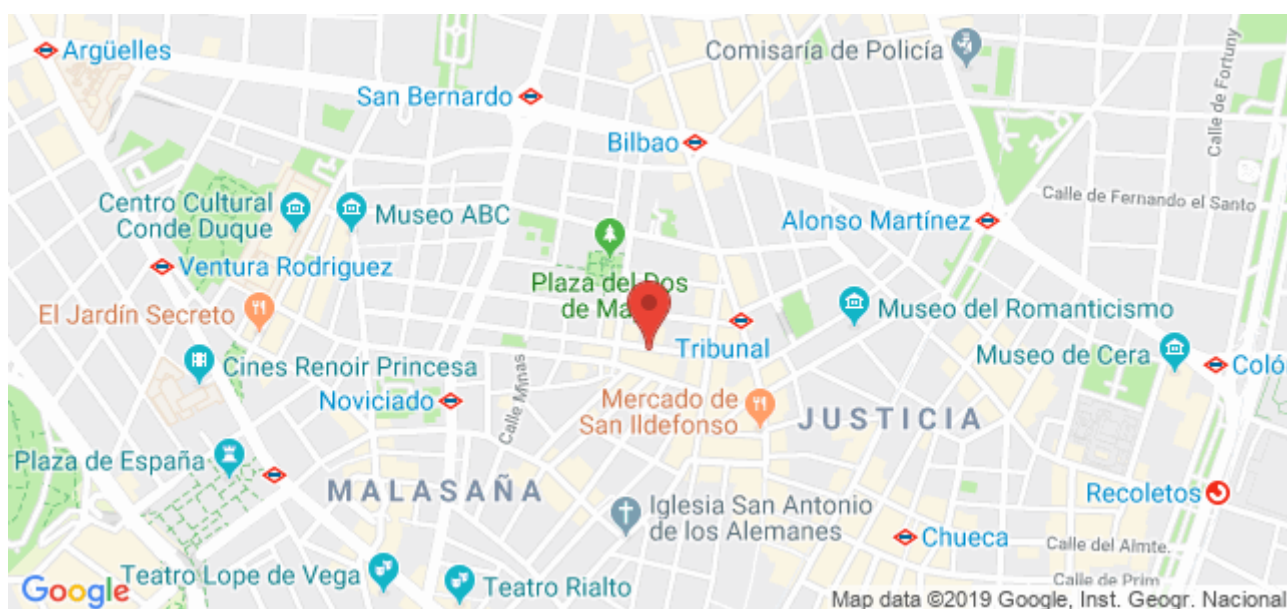 Argüelles
Comisaría de Policía
Calle de Fortuny
San Bernardo
Bilbao
Calle de Fernando el Santo
Centro Cultural
Conde Duque
Museo ABC
Alonso Martínez
Ventura Rodriguez
Plaza del Dos
de Ma
El Jardín Secreto
Museo del Romanticismo
Tribunal
Museo de Cera
Cines Renoir Princesa
Coló
Calle Minas
Noviciado
Mercado de
San Ildefonso
JUSTICIA
Plaza de España
MALASAÑA
Recoletos
Iglesia San Antonio
de los Alemanes
Chueca
Calle del Almte.
Teatro Lope de Vega
Teatro Rialto
Calle de Prim
Google
Map data ©2019 Google, Inst. Geogr. Nacional